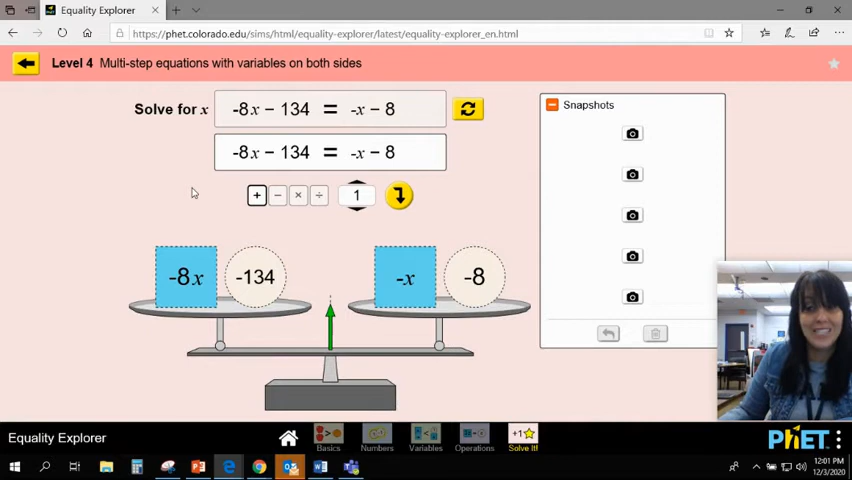 Equality Explorer
https://phet.colorado.edu/sims/html/equality-explorer/latest/equality-explorer_en.html
Level 4 Multi-step equations with variables on both sides
Solve for x
-8x − 134 = -x − 8
-8x − 134 = -x − 8
+ − × ÷ 1
Snapshots
-8x -134 -x -8
Equality Explorer
Basics Numbers Variables Operations Solve It!
+1
PhET
12:01 PM
12/3/2020